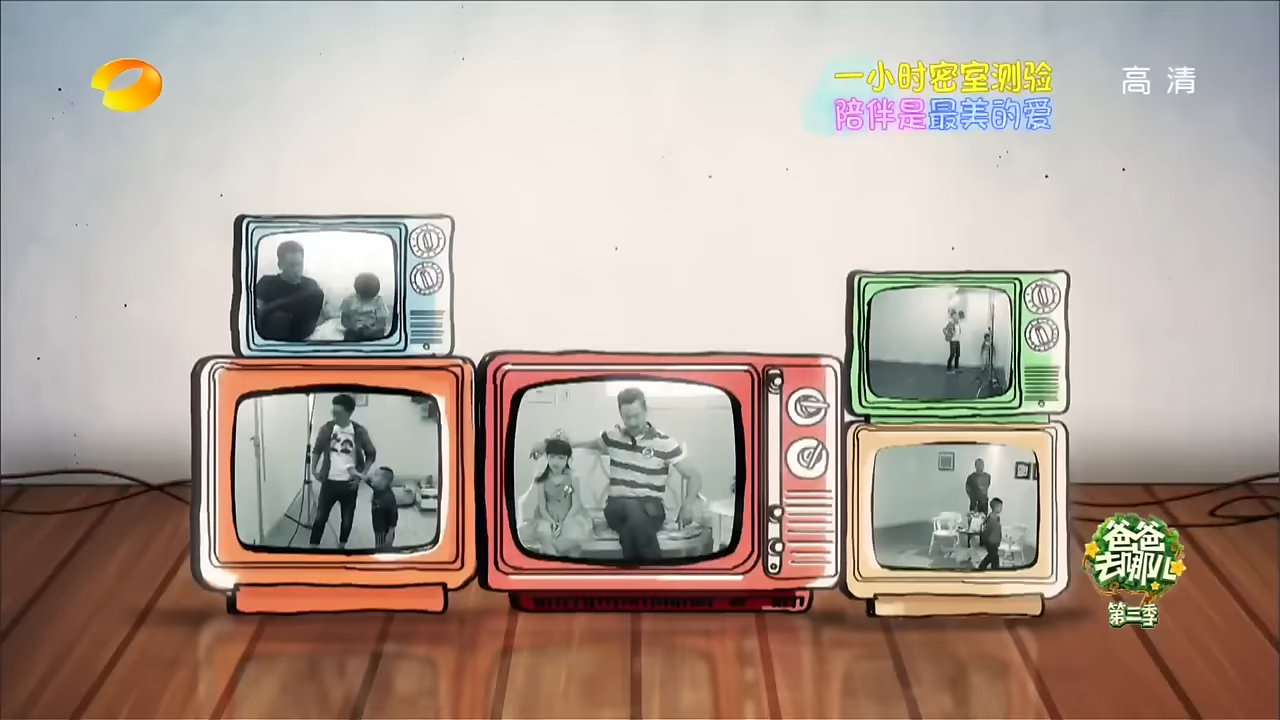 一小时密室测验
陪伴是最美的爱
高清
爸爸
去哪儿
第三季